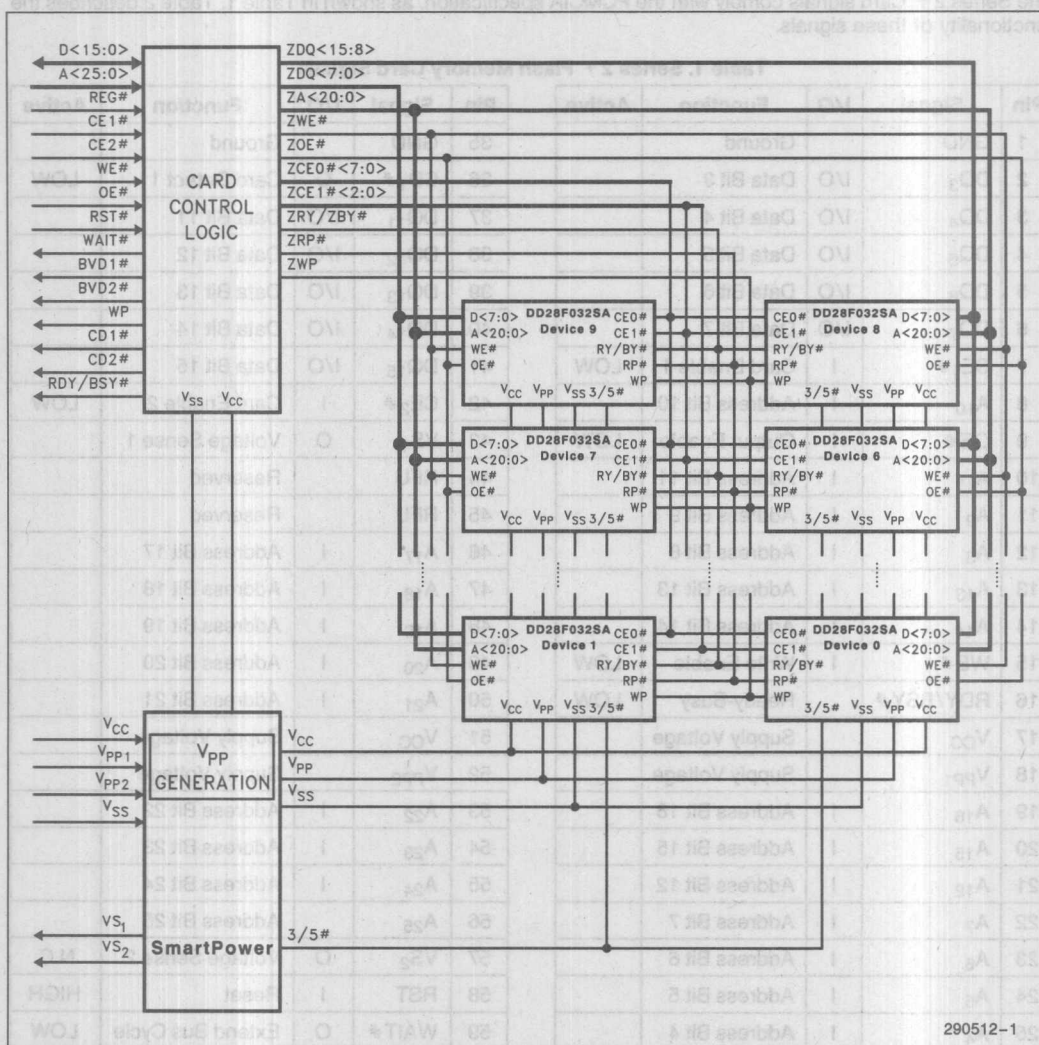 D<15:0>
A<25:0>
REG#
CE1#
CE2#
WE#
OE#
RST#
WAIT#
BVD1#
BVD2#
WP
CD1#
CD2#
RDY/BSY#
CARD
CONTROL
LOGIC
VSS VCC
ZDQ<15:8>
ZDQ<7:0>
ZA<20:0>
ZWE#
ZOE#
ZCE0#<7:0>
ZCE1#<2:0>
ZRY/ZBY#
ZRP#
ZWP
D<7:0> DD28F032SA CE0#
A<20:0> Device 9 CE1#
WE# RY/BY#
OE# RP#
WP
VCC VPP VSS 3/5#
CE0# DD28F032SA D<7:0>
CE1# Device 8 A<20:0>
RY/BY# WE#
RP# OE#
WP
3/5# VSS VPP VCC
D<7:0> DD28F032SA CE0#
A<20:0> Device 7 CE1#
WE# RY/BY#
OE# RP#
WP
VCC VPP VSS 3/5#
CE0# DD28F032SA D<7:0>
CE1# Device 6 A<20:0>
RY/BY# WE#
RP# OE#
WP
3/5# VSS VPP VCC
D<7:0> DD28F032SA CE0#
A<20:0> Device 1 CE1#
WE# RY/BY#
OE# RP#
WP
VCC VPP VSS 3/5#
CE0# DD28F032SA D<7:0>
CE1# Device 0 A<20:0>
RY/BY# WE#
RP# OE#
WP
3/5# VSS VPP VCC
VCC
VPP1
VPP2
VSS
VPP
GENERATION
VCC
VPP
VSS
VS1
VS2
SmartPower
3/5#
290512-1